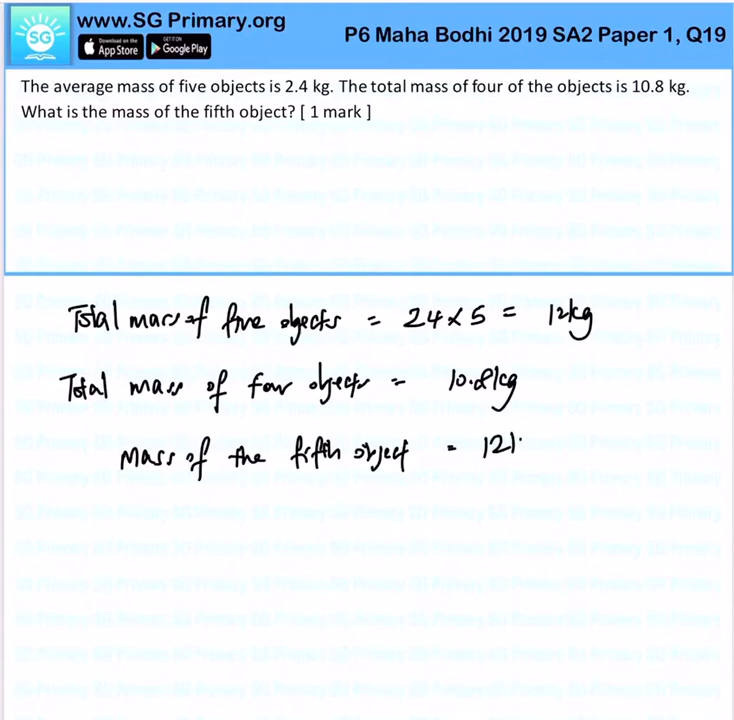 www.SG Primary.org
SG
Download on the App Store
GET IT ON Google Play
P6 Maha Bodhi 2019 SA2 Paper 1, Q19
The average mass of five objects is 2.4 kg. The total mass of four of the objects is 10.8 kg.
What is the mass of the fifth object? [ 1 mark ]
Total mass of five objects = 24 x 5 = 12kg
Total mass of four objects = 10.8kg
Mass of the fifth object = 12